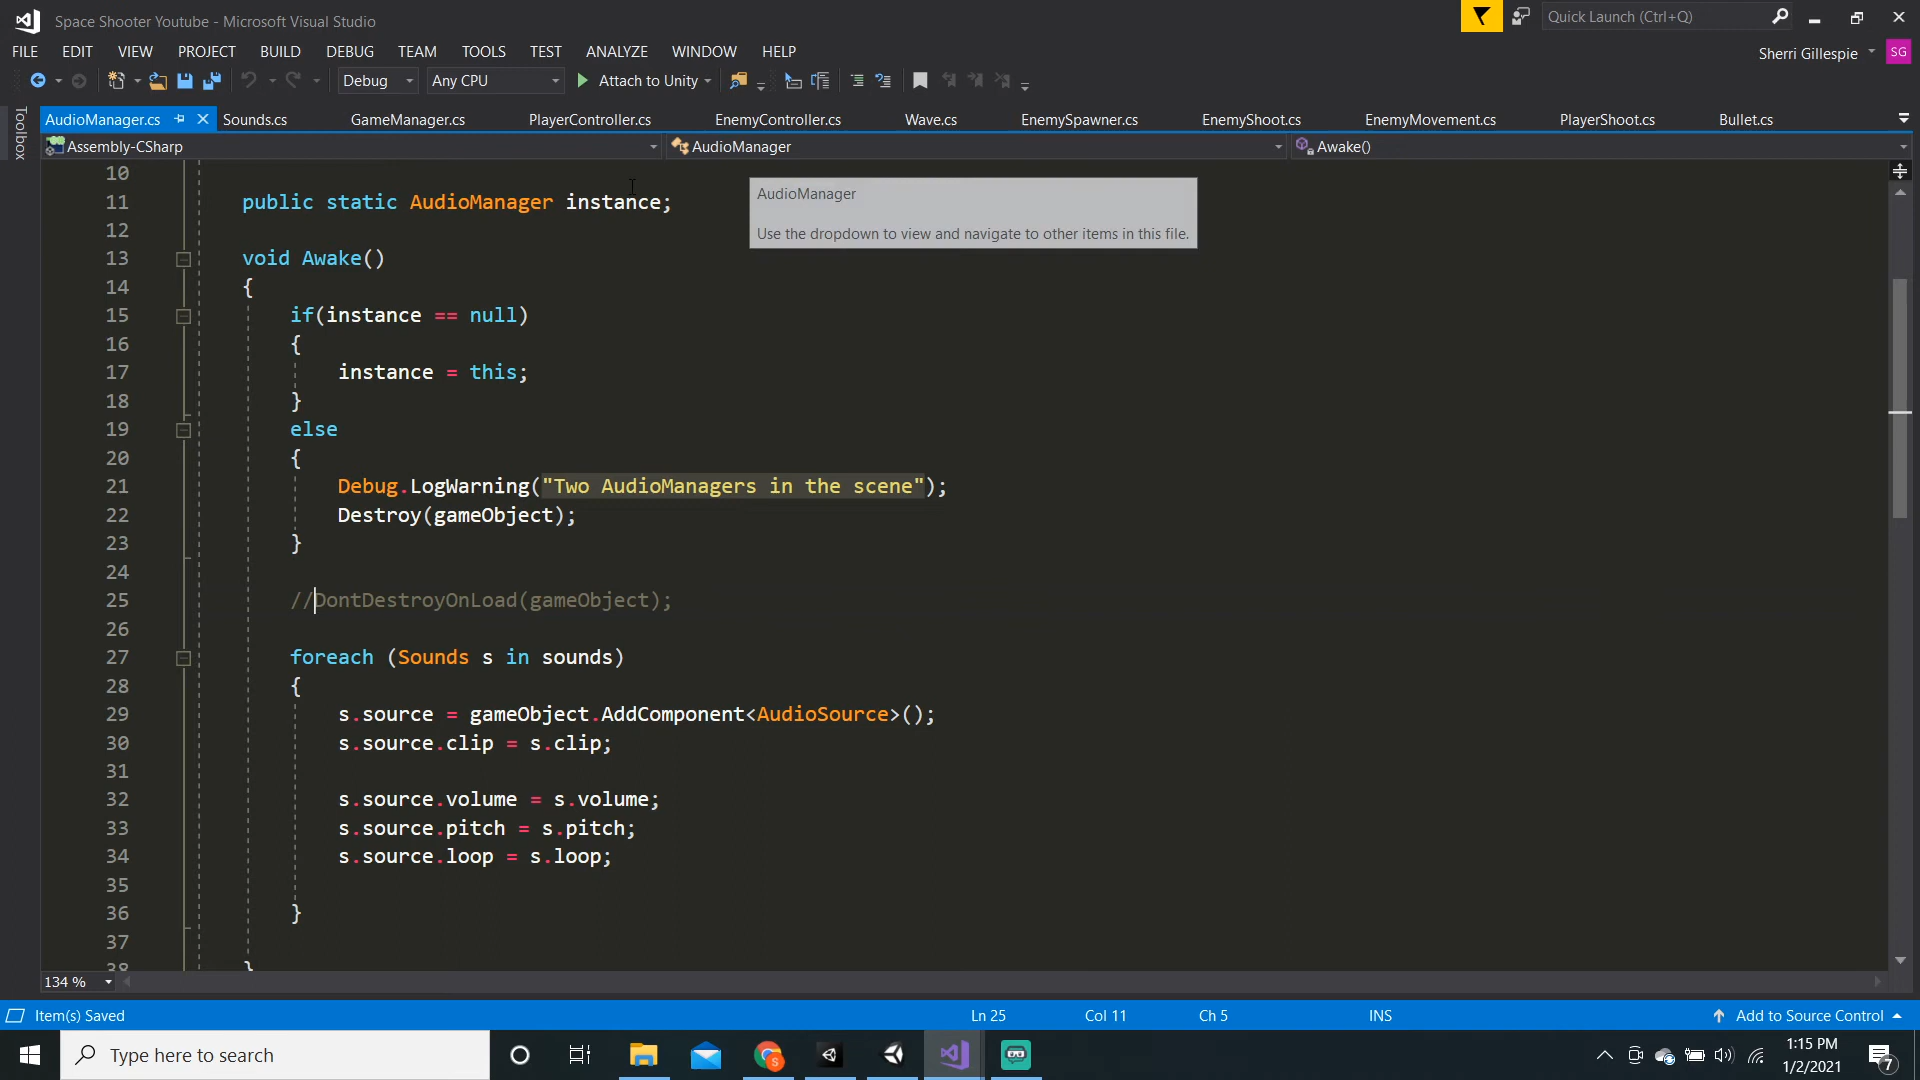 Space Shooter Youtube - Microsoft Visual Studio
Quick Launch (Ctrl+Q)
FILE EDIT VIEW PROJECT BUILD DEBUG TEAM TOOLS TEST ANALYZE WINDOW HELP
Sherri Gillespie SG
Debug Any CPU Attach to Unity
Toolbox
AudioManager.cs Sounds.cs GameManager.cs PlayerController.cs EnemyController.cs Wave.cs EnemySpawner.cs EnemyShoot.cs EnemyMovement.cs PlayerShoot.cs Bullet.cs
Assembly-CSharp AudioManager Awake()
10
11 public static AudioManager instance;
12
13 void Awake()
14 {
15 if(instance == null)
16 {
17 instance = this;
18 }
19 else
20 {
21 Debug.LogWarning("Two AudioManagers in the scene");
22 Destroy(gameObject);
23 }
24
25 //DontDestroyOnLoad(gameObject);
26
27 foreach (Sounds s in sounds)
28 {
29 s.source = gameObject.AddComponent<AudioSource>();
30 s.source.clip = s.clip;
31
32 s.source.volume = s.volume;
33 s.source.pitch = s.pitch;
34 s.source.loop = s.loop;
35
36 }
37
38 }
AudioManager
Use the dropdown to view and navigate to other items in this file.
134 %
Item(s) Saved Ln 25 Col 11 Ch 5 INS Add to Source Control
Type here to search
1:15 PM
1/2/2021
7